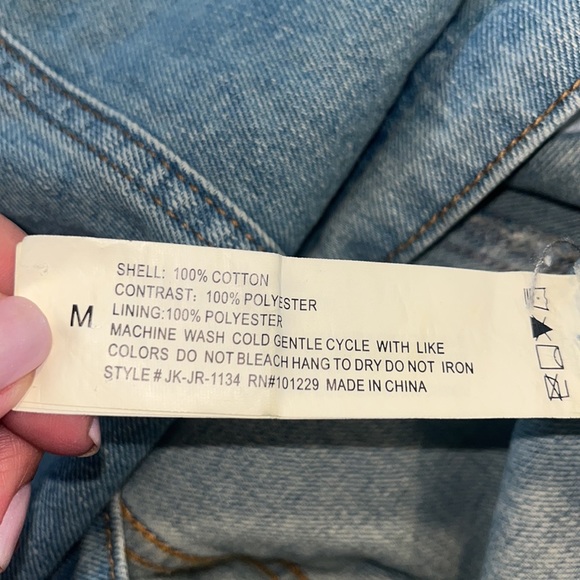 M
SHELL: 100% COTTON
CONTRAST: 100% POLYESTER
LINING:100% POLYESTER
MACHINE WASH COLD GENTLE CYCLE WITH LIKE
COLORS DO NOT BLEACH HANG TO DRY DO NOT IRON
STYLE # JK-JR-1134 RN#101229 MADE IN CHINA